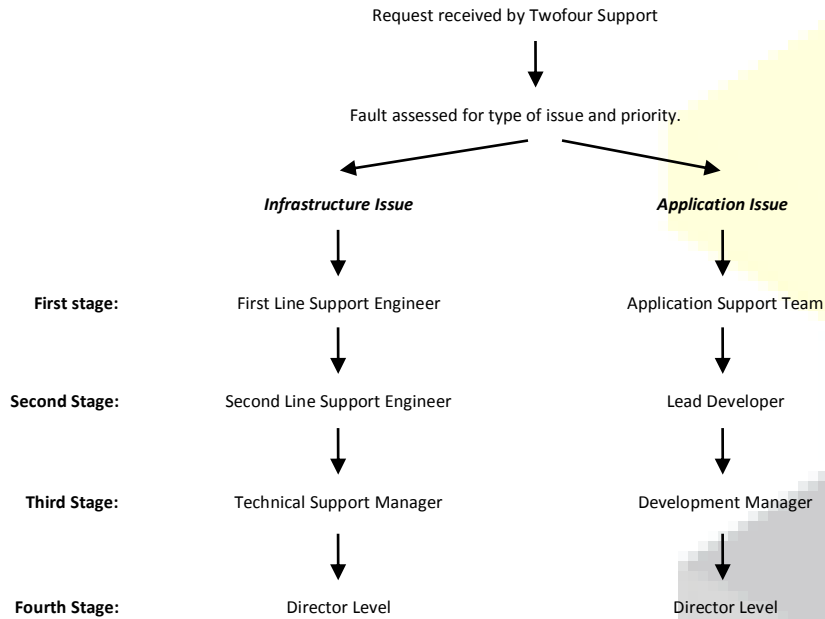 Request received by Twofour Support
Fault assessed for type of issue and priority.
Infrastructure Issue Application Issue
First stage: First Line Support Engineer Application Support Team
Second Stage: Second Line Support Engineer Lead Developer
Third Stage: Technical Support Manager Development Manager
Fourth Stage: Director Level Director Level